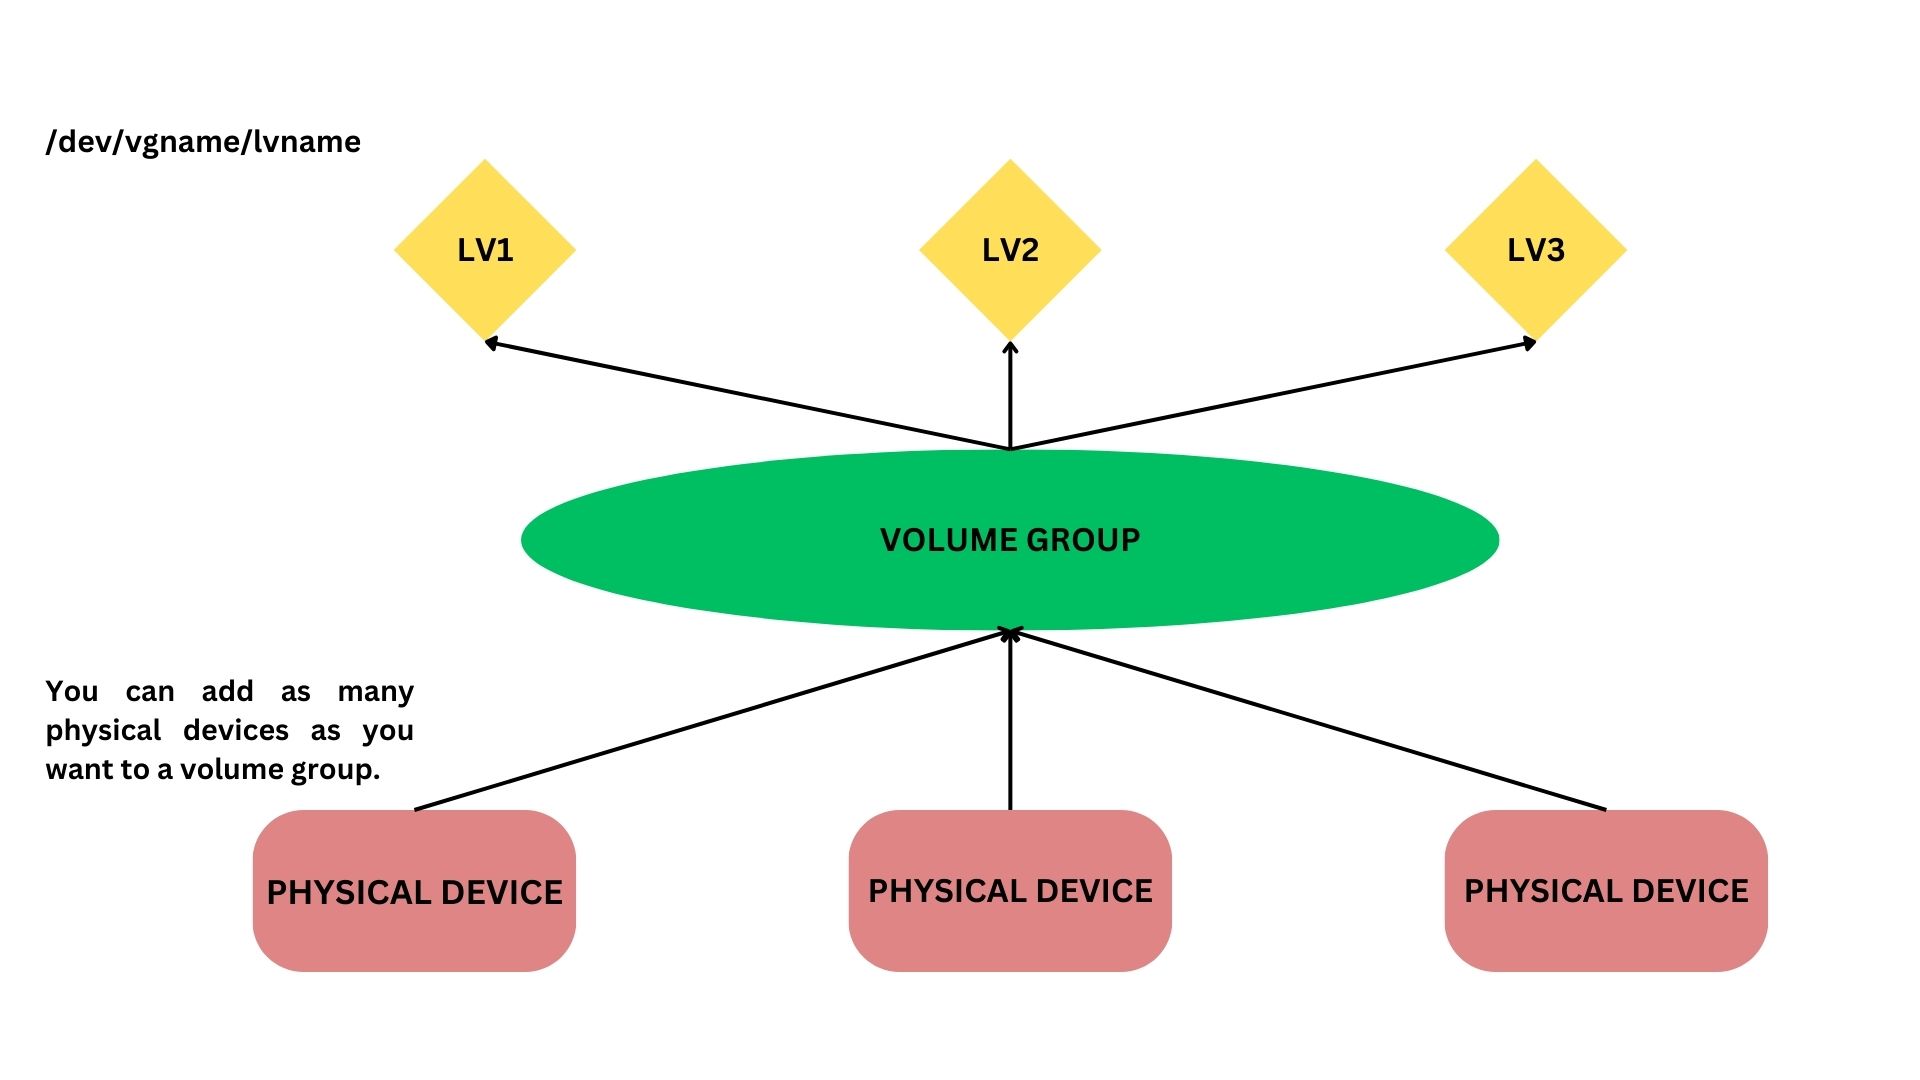 /dev/vgname/lvname
LV1
LV2
LV3
VOLUME GROUP
You can add as many
physical devices as you
want to a volume group.
PHYSICAL DEVICE
PHYSICAL DEVICE
PHYSICAL DEVICE